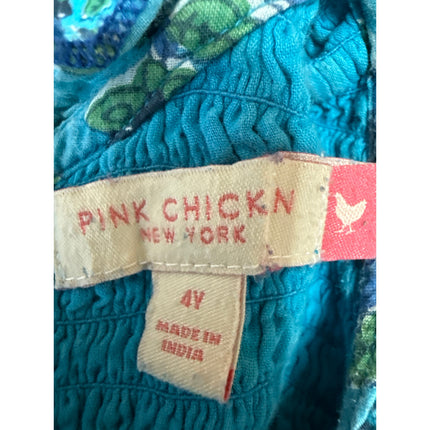 PINK CHICKN
NEW YORK
4Y
MADE IN
INDIA